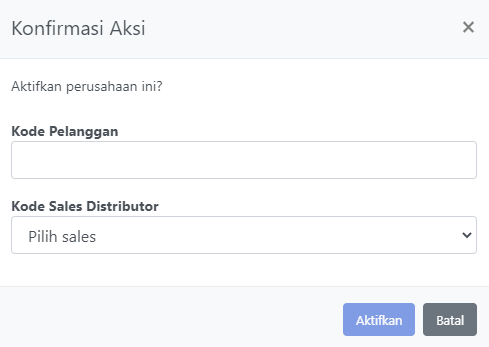 Konfirmasi Aksi ×
Aktifkan perusahaan ini?
Kode Pelanggan
Kode Sales Distributor
Pilih sales
Aktifkan Batal